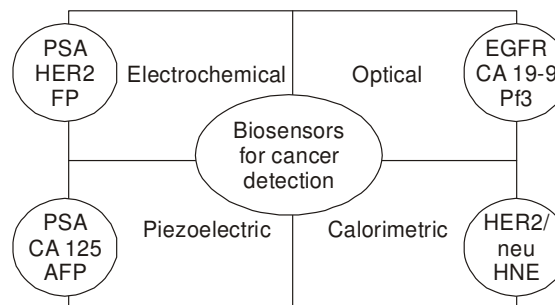 PSA
HER2
FP
Electrochemical
Optical
EGFR
CA 19-9
Pf3
Biosensors
for cancer
detection
PSA
CA 125
AFP
Piezoelectric
Calorimetric
HER2/
neu
HNE